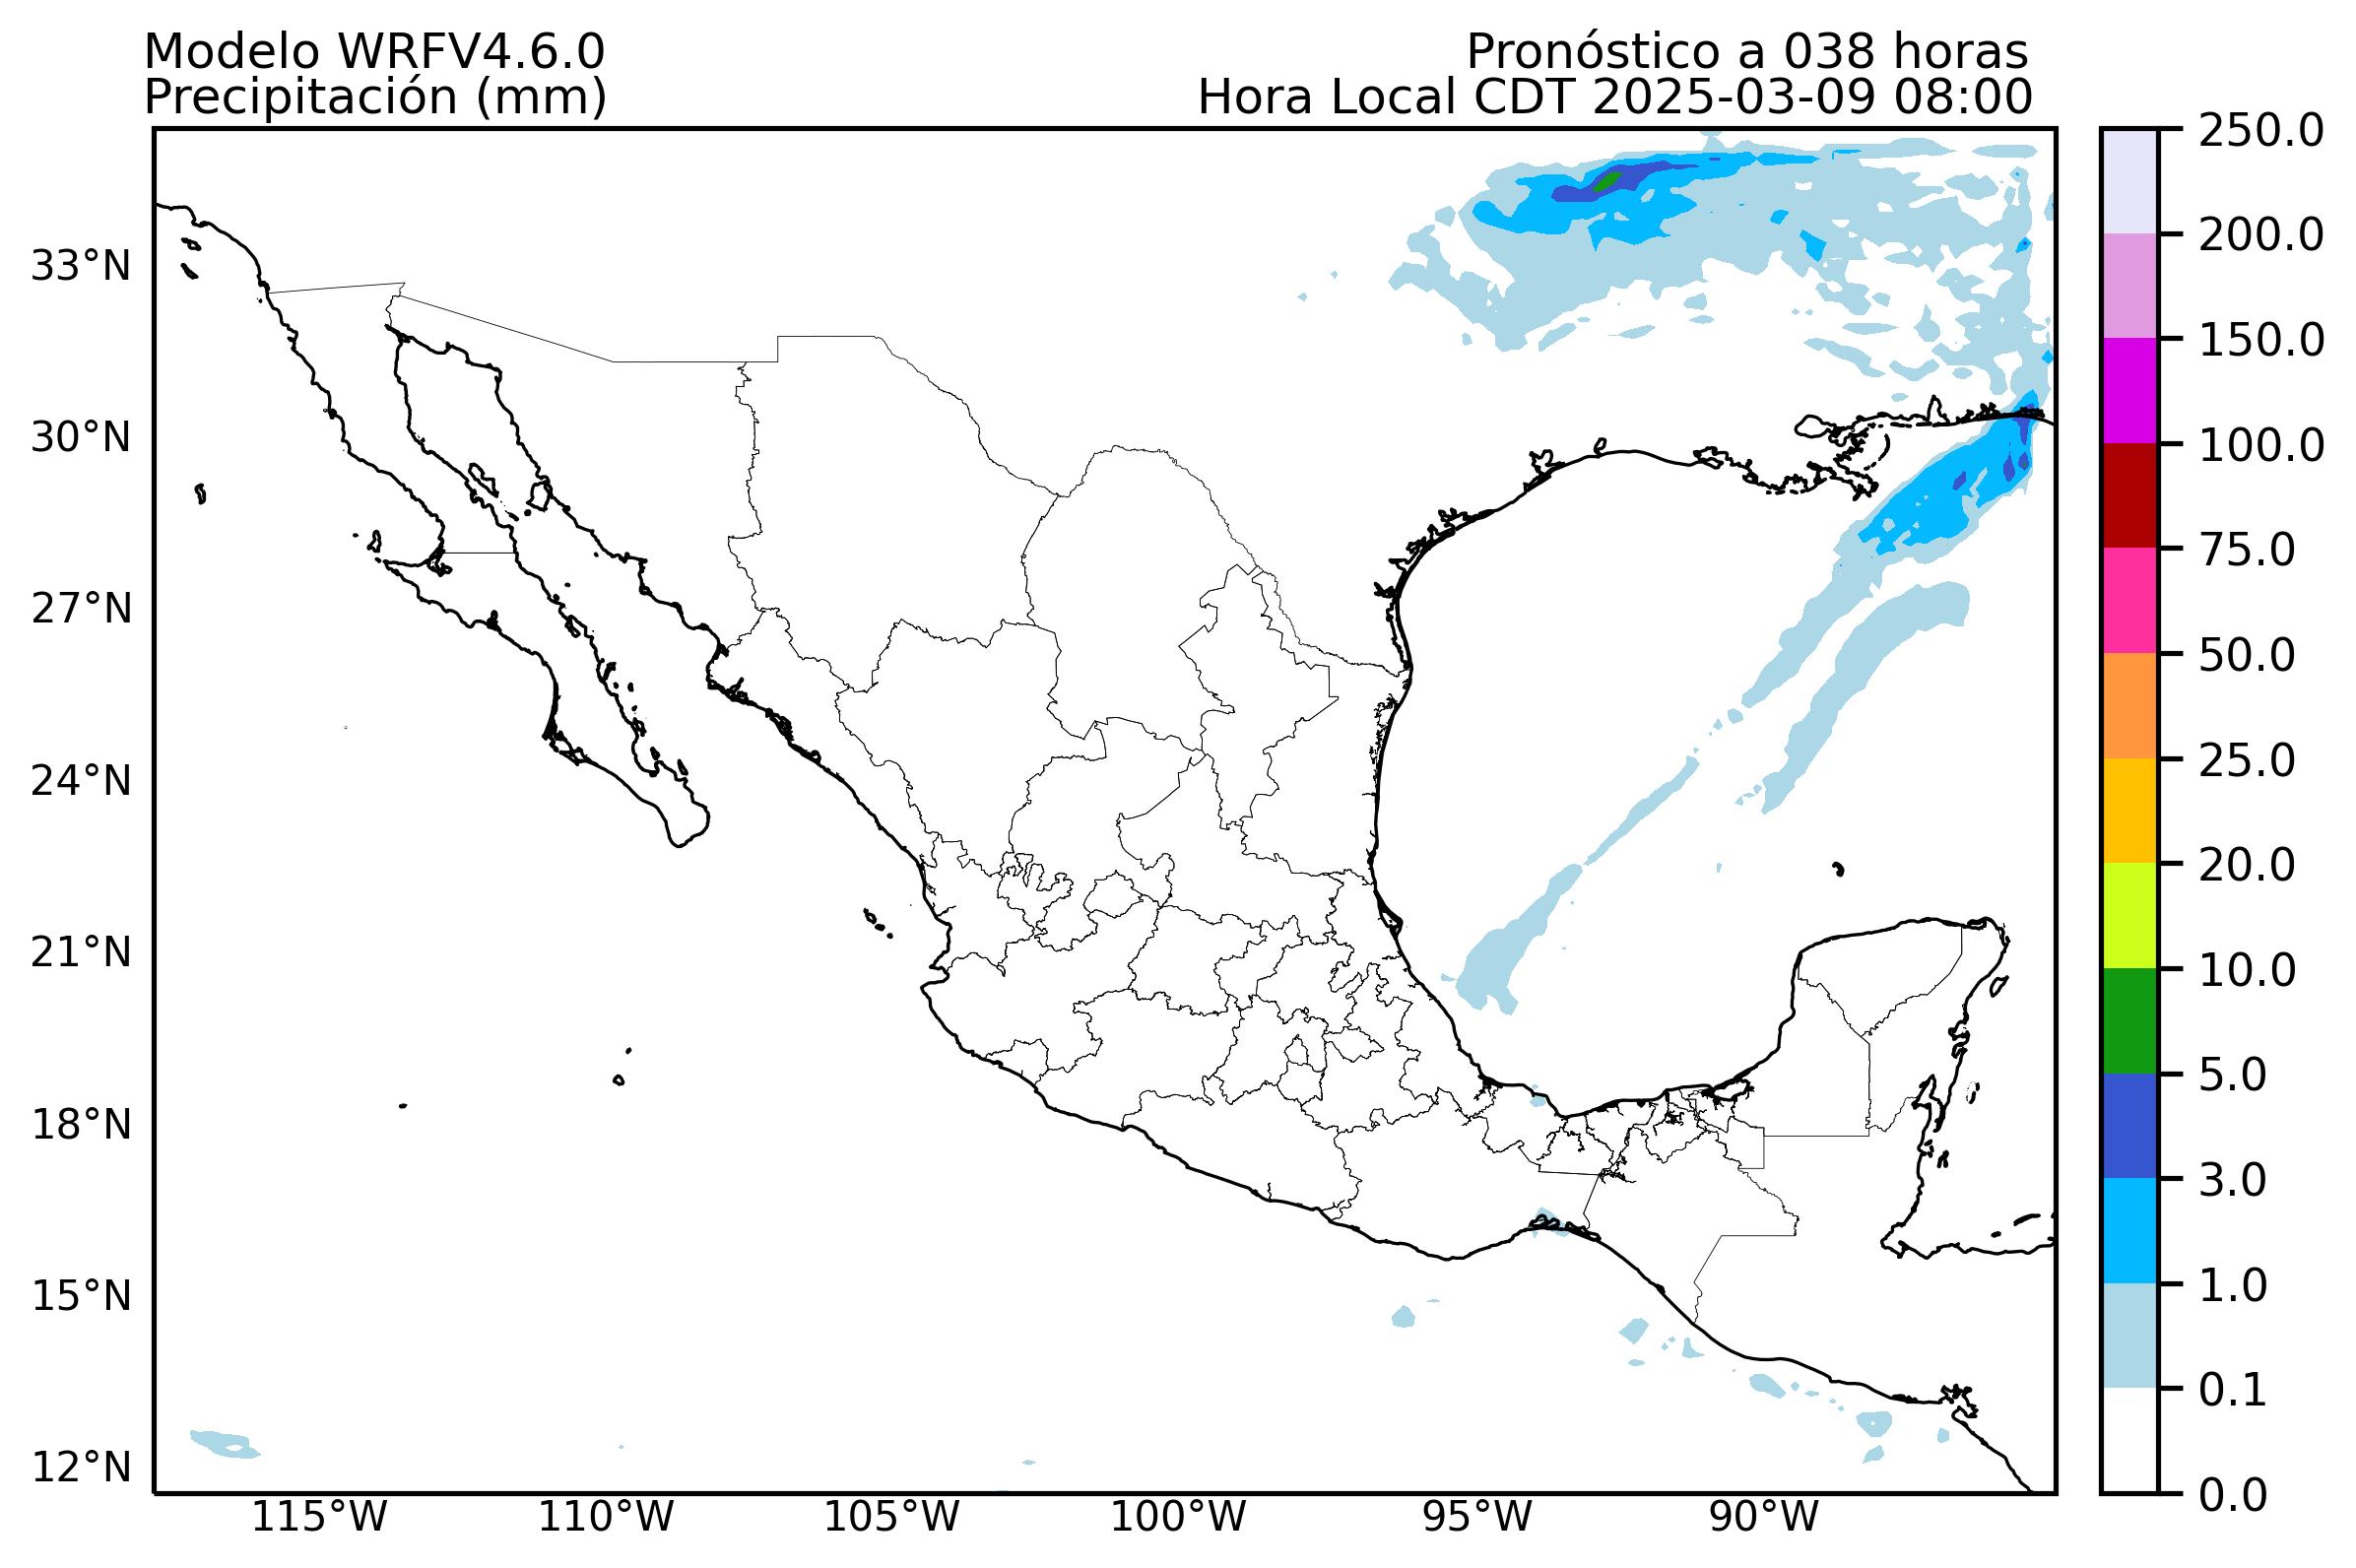 Modelo WRFV4.6.0
Pronóstico a 038 horas
Precipitación (mm)
Hora Local CDT 2025-03-09 08:00
33°N
30°N
27°N
24°N
21°N
18°N
15°N
12°N
115°W
110°W
105°W
100°W
95°W
90°W
250.0
200.0
150.0
100.0
75.0
50.0
25.0
20.0
10.0
5.0
3.0
1.0
0.1
0.0